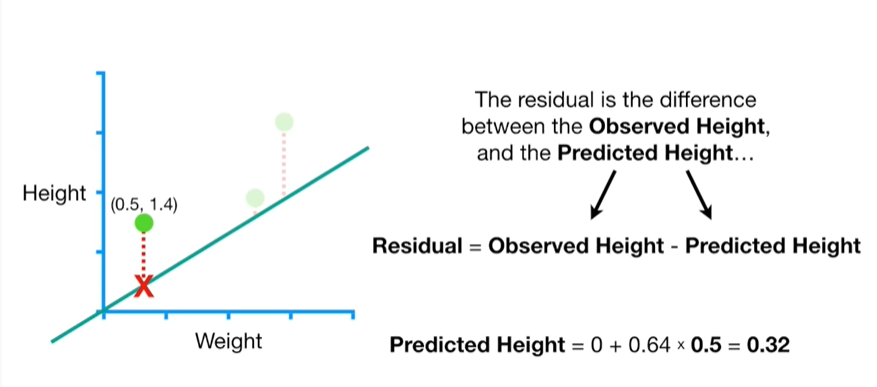 The residual is the difference
between the Observed Height,
and the Predicted Height...
Height
(0.5, 1.4)
X
Residual = Observed Height - Predicted Height
Weight
Predicted Height = 0 + 0.64 × 0.5 = 0.32